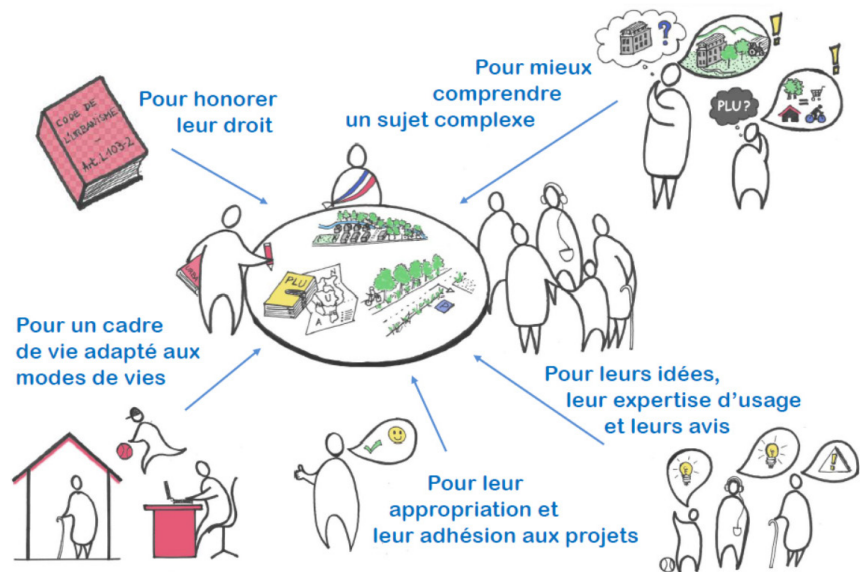 CODE DE
L'URBANISME
-
Art. L 103-2
Pour honorer
leur droit
Pour mieux
comprendre
un sujet complexe
?
!
PLU ?
!
=
PLU
N
U
A
Pour un cadre
de vie adapté aux
modes de vies
Pour leurs idées,
leur expertise d'usage
et leurs avis
!
Pour leur
appropriation et
leur adhésion aux projets